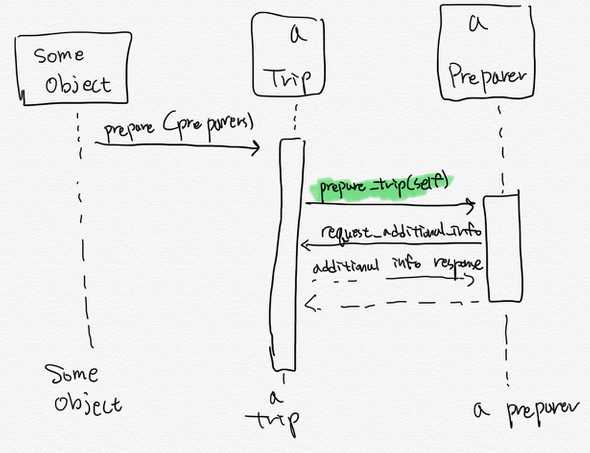 Some
Object
a
Trip
a
Preparer
prepare (preparers)
prepare_trip(self)
request_additional_info
additional info response
Some
Object
a
trip
a preparer